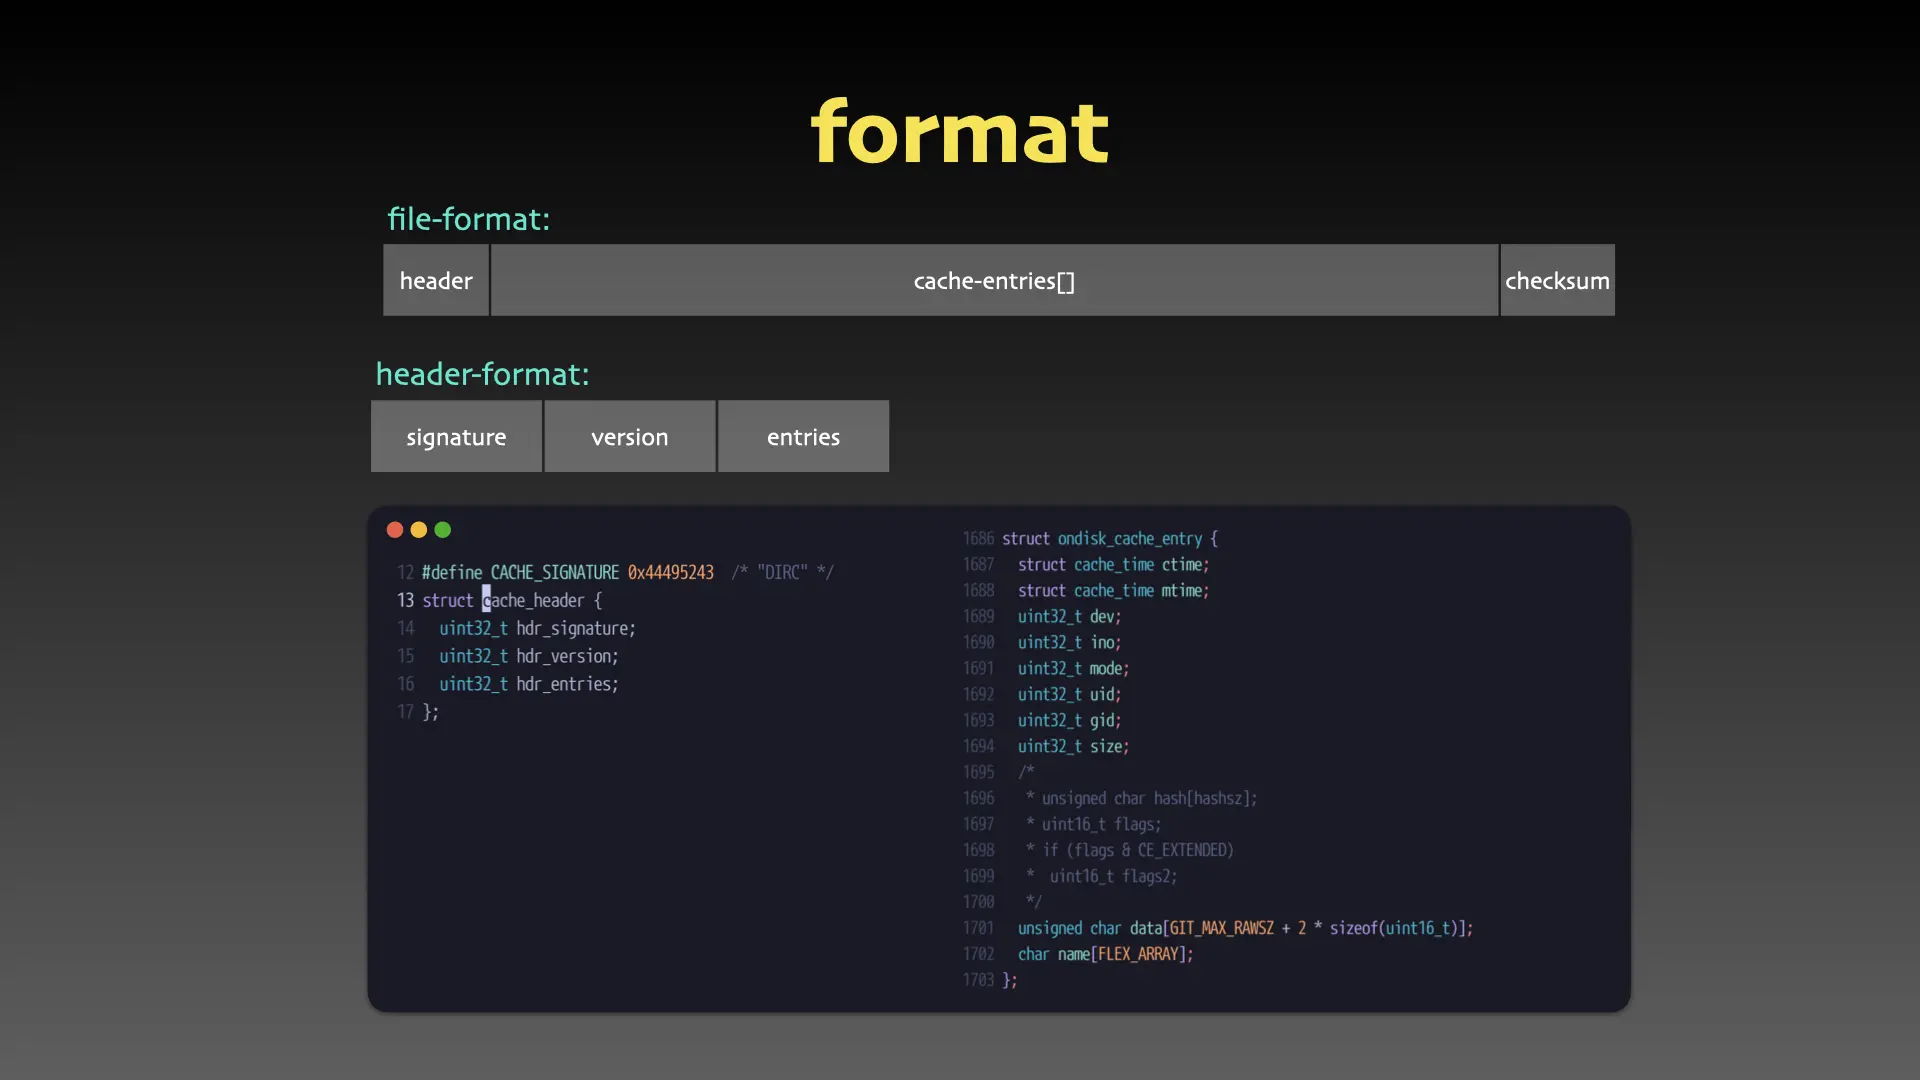 format
file-format:
header cache-entries[] checksum
header-format:
signature version entries
12 #define CACHE_SIGNATURE 0x44495243  /* "DIRC" */
13 struct cache_header {
14   uint32_t hdr_signature;
15   uint32_t hdr_version;
16   uint32_t hdr_entries;
17 };
1686 struct ondisk_cache_entry {
1687   struct cache_time ctime;
1688   struct cache_time mtime;
1689   uint32_t dev;
1690   uint32_t ino;
1691   uint32_t mode;
1692   uint32_t uid;
1693   uint32_t gid;
1694   uint32_t size;
1695   /*
1696    * unsigned char hash[hashsz];
1697    * uint16_t flags;
1698    * if (flags & CE_EXTENDED)
1699    *  uint16_t flags2;
1700    */
1701   unsigned char data[GIT_MAX_RAWSZ + 2 * sizeof(uint16_t)];
1702   char name[FLEX_ARRAY];
1703 };